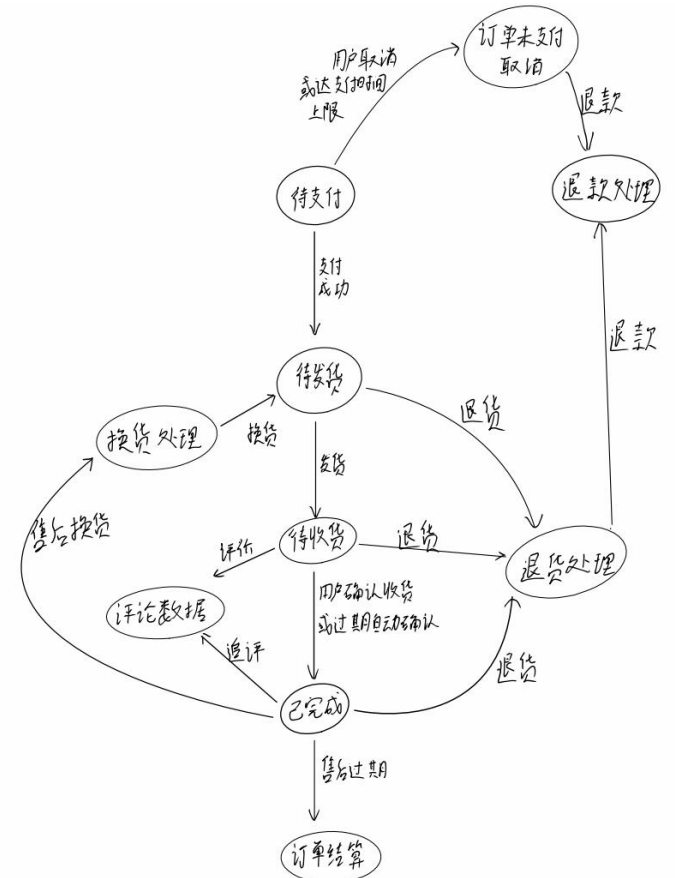 订单未支付
取消
用户取消
或达支付时间
上限
退款
待支付
退款处理
支付
成功
退款
待发货
退货
换货处理
换货
发货
售后换货
评价
待收货
退货
退货处理
用户确认收货
或过期自动确认
评论数据
追评
退货
已完成
售后过期
订单结算